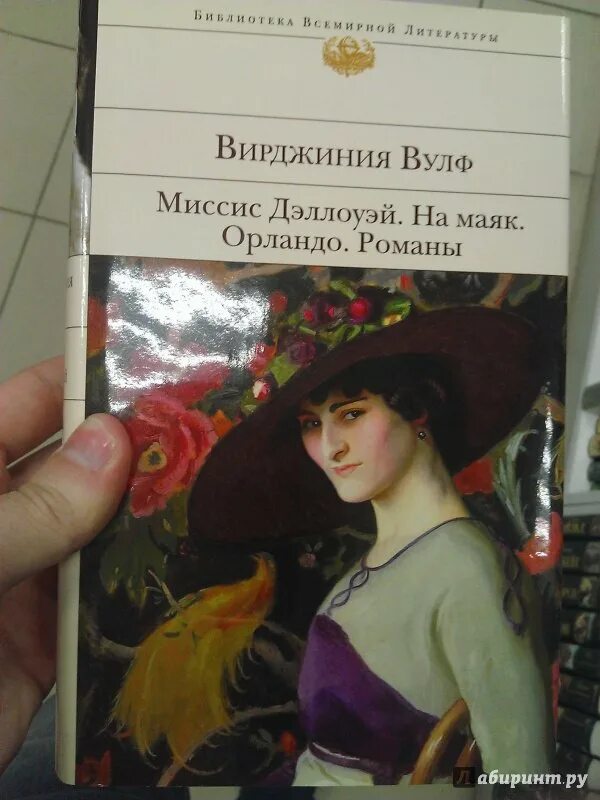 Библиотека Всемирной Литературы
Вирджиния Вулф
Миссис Дэллоуэй. На маяк.
Орландо. Романы
Лабиринт.ру